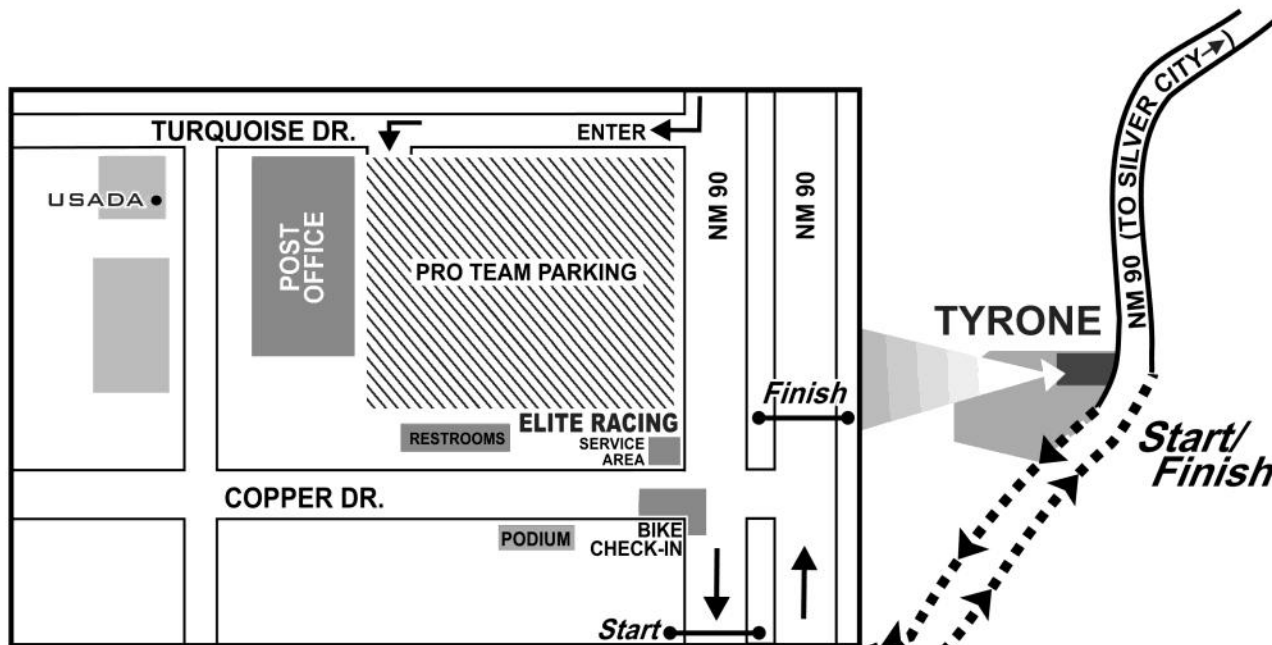 NM 90 (TO SILVER CITY→)
TURQUOISE DR.
ENTER
USADA
POST
OFFICE
PRO TEAM PARKING
NM 90
NM 90
TYRONE
Finish
ELITE RACING
RESTROOMS
SERVICE
AREA
Start/
Finish
COPPER DR.
PODIUM
BIKE
CHECK-IN
Start